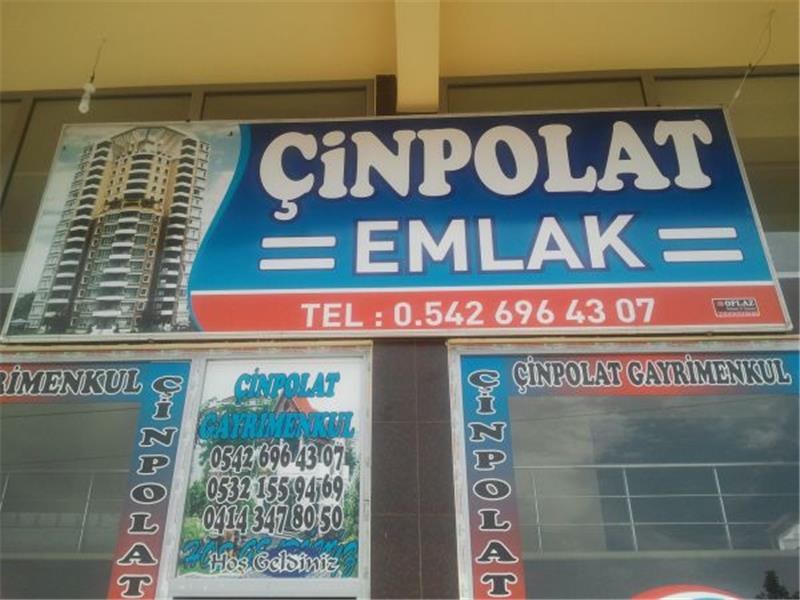 ÇİNPOLAT
EMLAK
TEL : 0.542 696 43 07
OFLAZ
RİMENKUL
ÇİNPOLAT
ÇİNPOLAT
GAYRİMENKUL
0542 696 43 07
0532 155 94 69
0414 347 80 50
Hoş Geldiniz
ÇİNPOLAT GAYRİMENKUL
ÇİNPOLAT